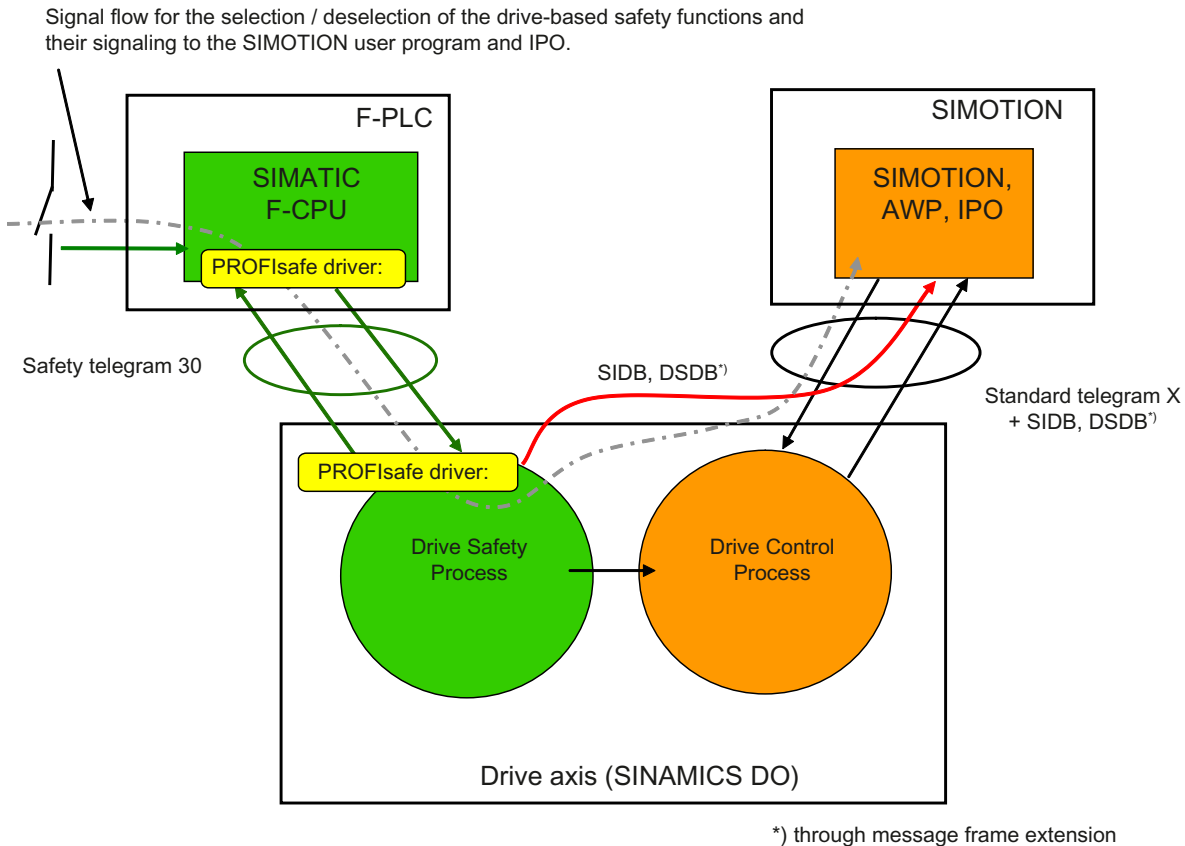 Signal flow for the selection / deselection of the drive-based safety functions and
their signaling to the SIMOTION user program and IPO.
F-PLC
SIMOTION
SIMATIC
F-CPU
SIMOTION,
AWP, IPO
PROFIsafe driver:
Safety telegram 30
SIDB, DSDB*)
Standard telegram X
+ SIDB, DSDB*)
PROFIsafe driver:
Drive Safety
Process
Drive Control
Process
Drive axis (SINAMICS DO)
*) through message frame extension